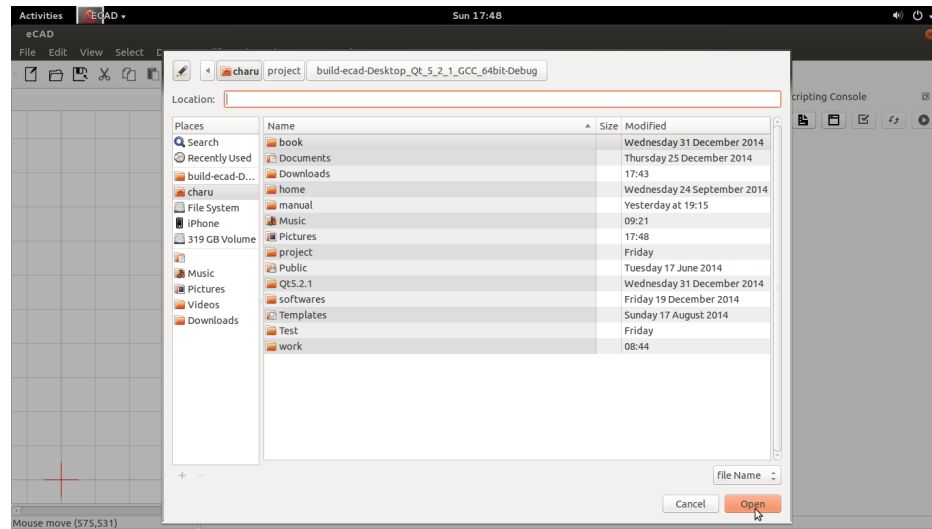 Activities eCAD Sun 17:48
eCAD
File Edit View Select
charu project build-ecad-Desktop_Qt_5_2_1_GCC_64bit-Debug
Location:
cripting Console
Places Name Size Modified
Search book Wednesday 31 December 2014
Recently Used Documents Thursday 25 December 2014
build-ecad-D... Downloads 17:43
charu home Wednesday 24 September 2014
File System manual Yesterday at 19:15
iPhone Music 09:21
319 GB Volume Pictures 17:48
project Friday
Public Tuesday 17 June 2014
Music Qt5.2.1 Wednesday 31 December 2014
Pictures softwares Friday 19 December 2014
Videos Templates Sunday 17 August 2014
Downloads Test Friday
work 08:44
file Name
Cancel Open
Mouse move (575,531)